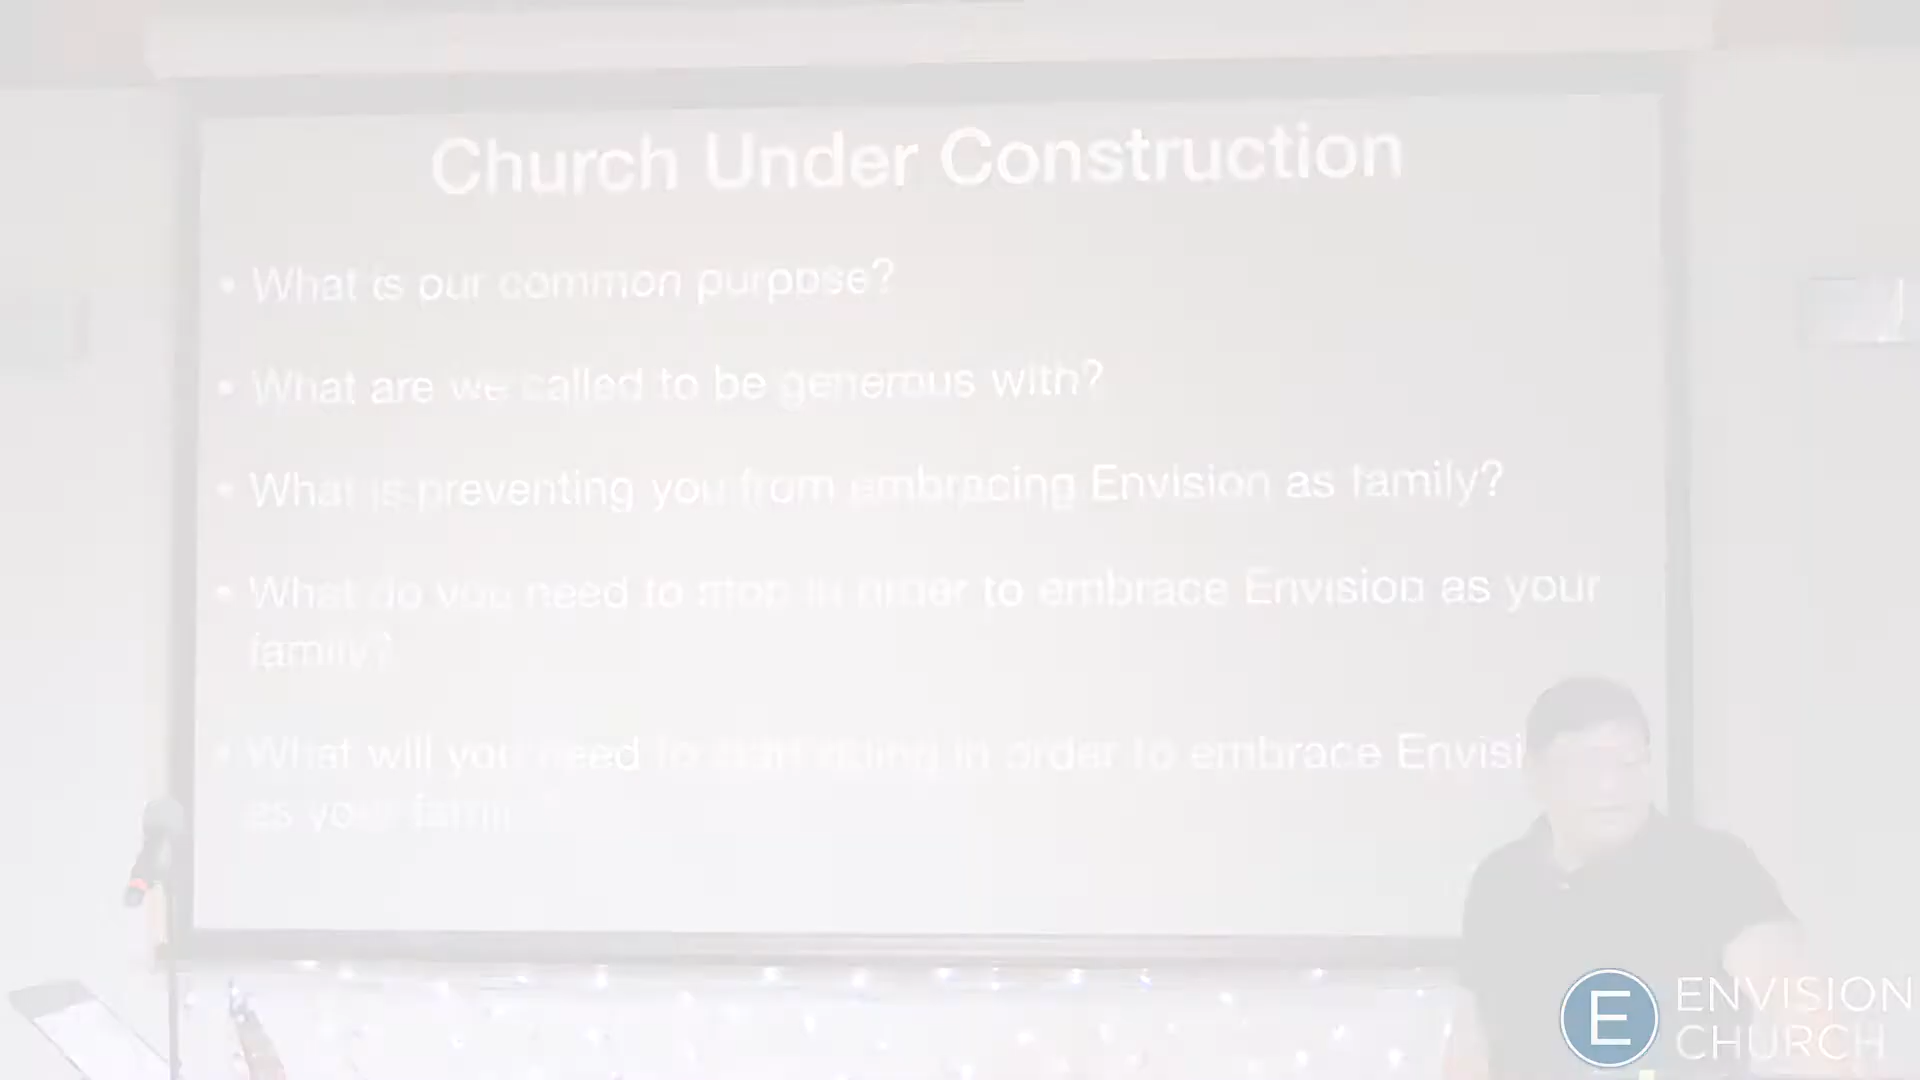 Church Under Construction
• What is our common purpose?
• What are we called to be generous with?
• What is preventing you from embracing Envision as family?
• What do you need to stop in order to embrace Envision as your
family?
• What will you need to start doing in order to embrace Envisi
as your family
E ENVISION
CHURCH